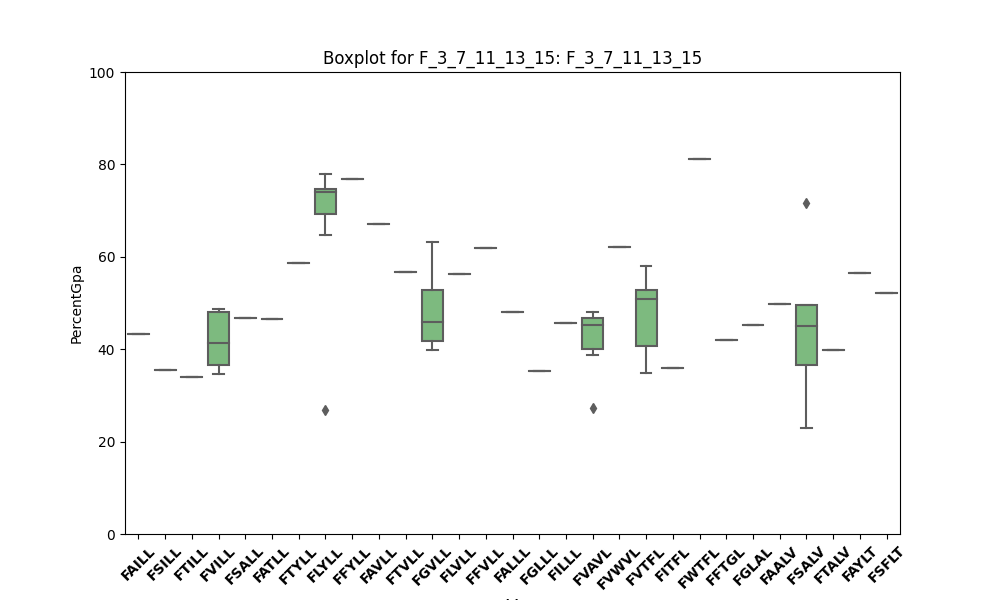 Boxplot for F_3_7_11_13_15: F_3_7_11_13_15
100
80
60
40
20
0
PercentGpa
FAILL
FSILL
FTILL
FVILL
FSALL
FATLL
FTYLL
FLYLL
FFYLL
FAVLL
FTVLL
FGVLL
FLVLL
FFVLL
FALLL
FGLLL
FILLL
FVAVL
FVWVL
FVTFL
FITFL
FWTFL
FFTGL
FGLAL
FAALV
FSALV
FTALV
FAYLT
FSFLT